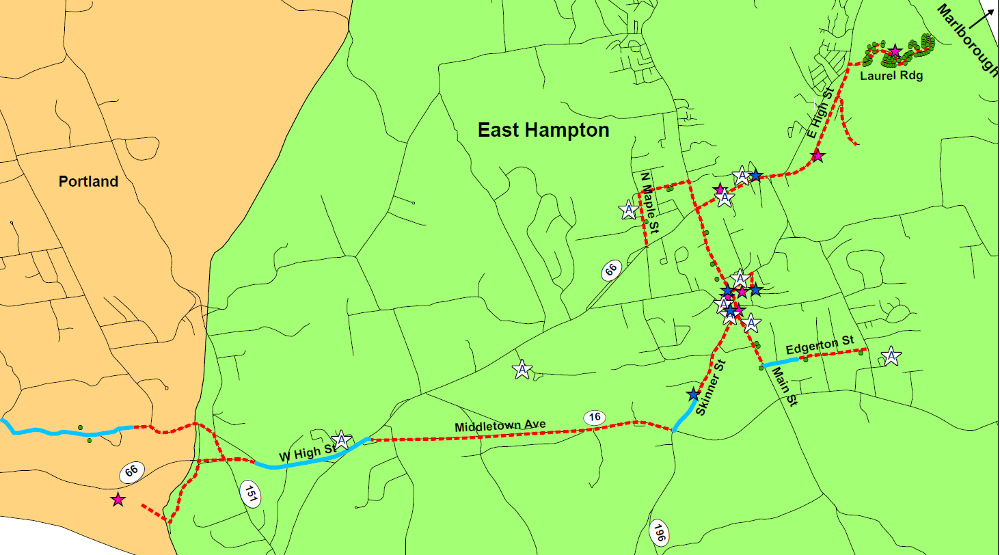 Marlborough
Laurel Rdg
E High St
East Hampton
Portland
N Maple St
A
A
A
66
A
A
A
A
Edgerton St
A
A
Main St
Skinner St
16
Middletown Ave
A
W High St
66
151
196